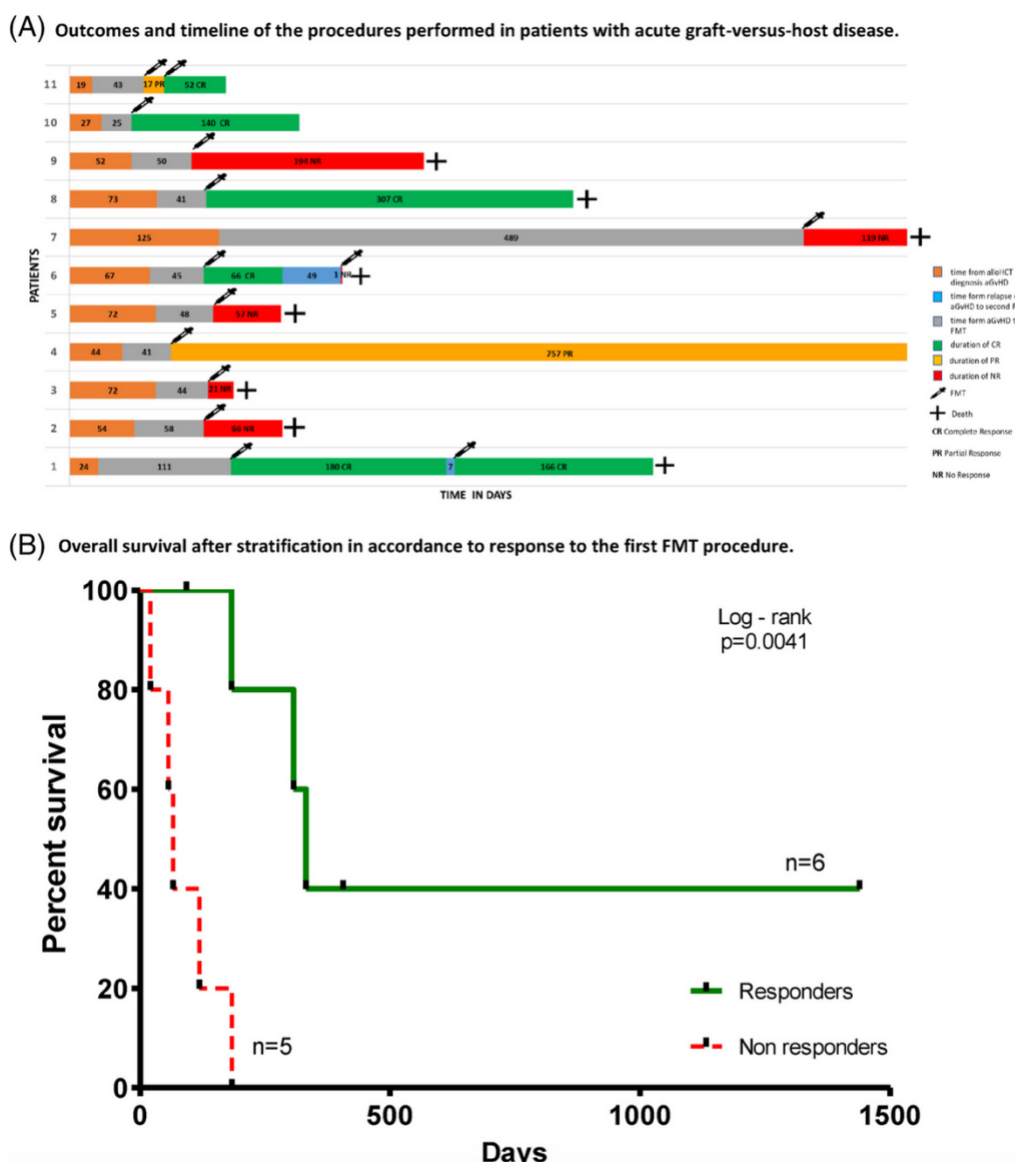 (A) Outcomes and timeline of the procedures performed in patients with acute graft-versus-host disease.
11 19 43 17 PR 52 CR
10 27 25 140 CR
9 52 50 194 NR
8 73 41 307 CR
7 125 489 119 NR
6 67 45 66 CR 49 1 NR
5 72 48 57 NR
4 44 41 757 PR
3 72 44 21 NR
2 54 58 66 NR
1 24 111 180 CR 7 166 CR
PATIENTS
TIME IN DAYS
time from alloHCT
diegnosis aGvHD
time form relapse
aGvHD to second
time form aGvHD
FMT
duration of CR
duration of PR
duration of NR
FMT
Death
CR Complete Response
PR Partial Response
NR No Response
(B) Overall survival after stratification in accordance to response to the first FMT procedure.
Percent survival
100
80
60
40
20
0
Log - rank
p=0.0041
n=6
n=5
Responders
Non responders
0 500 1000 1500
Days